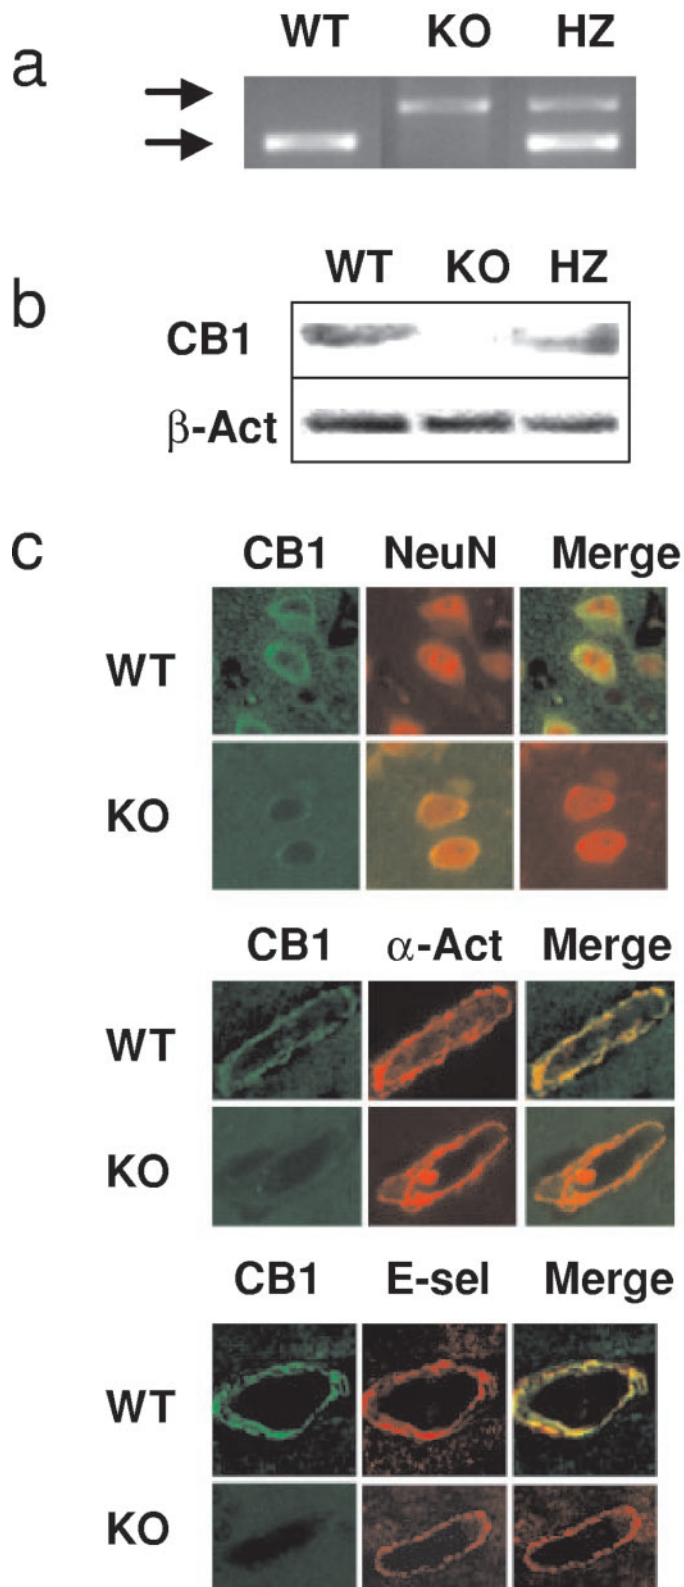 a
WT KO HZ
b
WT KO HZ
CB1
β-Act
c
CB1 NeuN Merge
WT
KO
CB1 α-Act Merge
WT
KO
CB1 E-sel Merge
WT
KO